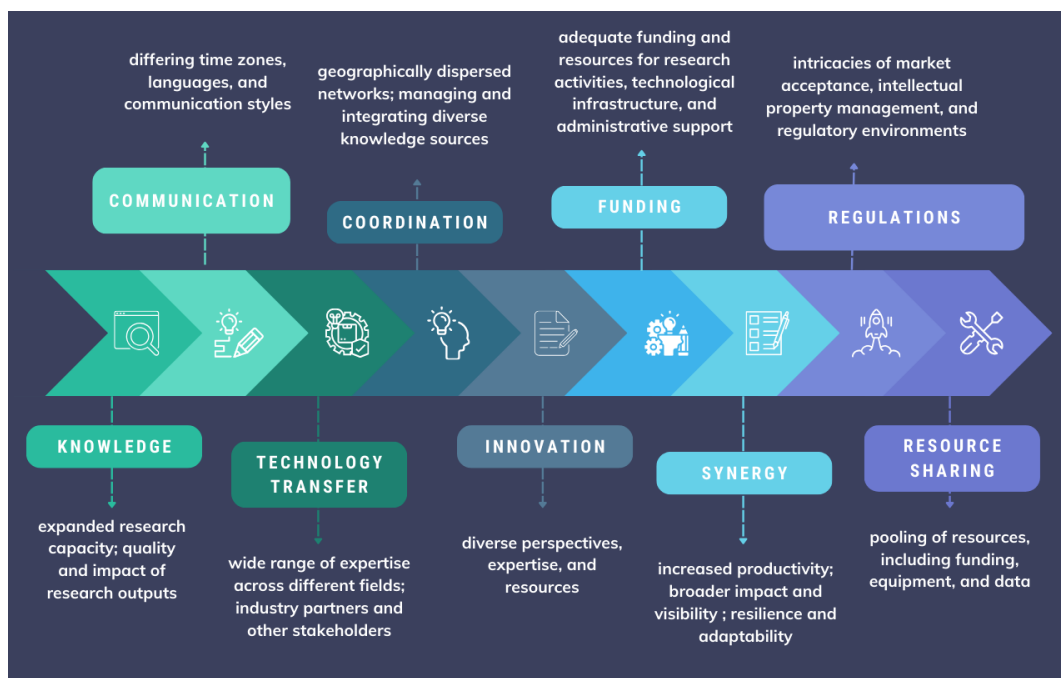 differing time zones,
languages, and
communication styles
COMMUNICATION
geographically dispersed
networks; managing and
integrating diverse
knowledge sources
COORDINATION
adequate funding and
resources for research
activities, technological
infrastructure, and
administrative support
FUNDING
intricacies of market
acceptance, intellectual
property management, and
regulatory environments
REGULATIONS
KNOWLEDGE
expanded research
capacity; quality
and impact of
research outputs
TECHNOLOGY
TRANSFER
wide range of expertise
across different fields;
industry partners and
other stakeholders
INNOVATION
diverse perspectives,
expertise, and
resources
SYNERGY
increased productivity;
broader impact and
visibility ; resilience and
adaptability
RESOURCE
SHARING
pooling of resources,
including funding,
equipment, and data